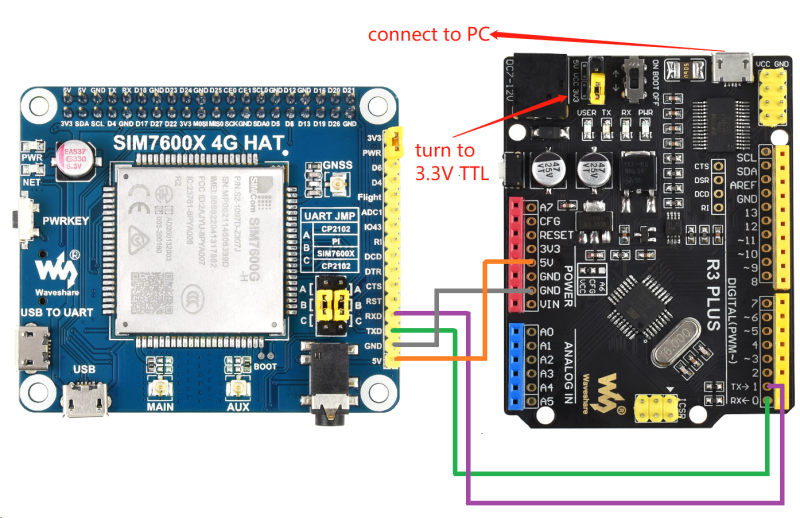 connect to PC
turn to
3.3V TTL
5V 5V GND TX RX D18 GND D23 D24 GND D25 CE0 CE1 SCL0 GND D12 GND D16 D20 D21
3V3 SDA SCL D4 GND D17 D27 D22 3V3 MOSI MISO SCK GND SDA0 D5 D6 D13 D19 D26 GND
SIM7600X 4G HAT
PWR
NET
PWRKEY
Waveshare
USB TO UART
USB
MAIN
AUX
BOOT
GNSS
UART JMP
A CP2102
B PI
C SIM7600X
CP2102
A A
B B
C C
SIMCom
SIM7600G
-H
3V3
PWR
D6
D4
Flight
ADC1
IO43
RI
DCD
DTR
CTS
RST
RXD
TXD
GND
5V
DC7-12V
5V VCC 3V3
ON BOOT OFF
VCC GND
USER TX RX PWR
CTS
DSR
DCD
RI
SCL
SDA
AREF
GND
13
12
~11
~10
~9
8
A7
CFG
RESET
3V3
5V
GND
GND
VIN
POWER
R3 PLUS
DIGITAL(PWM~)
7
~6
~5
4
~3
2
TX→ 1
RX← 0
A0
A1
A2
A3
A4
A5
ANALOG IN
Waveshare
ICSP